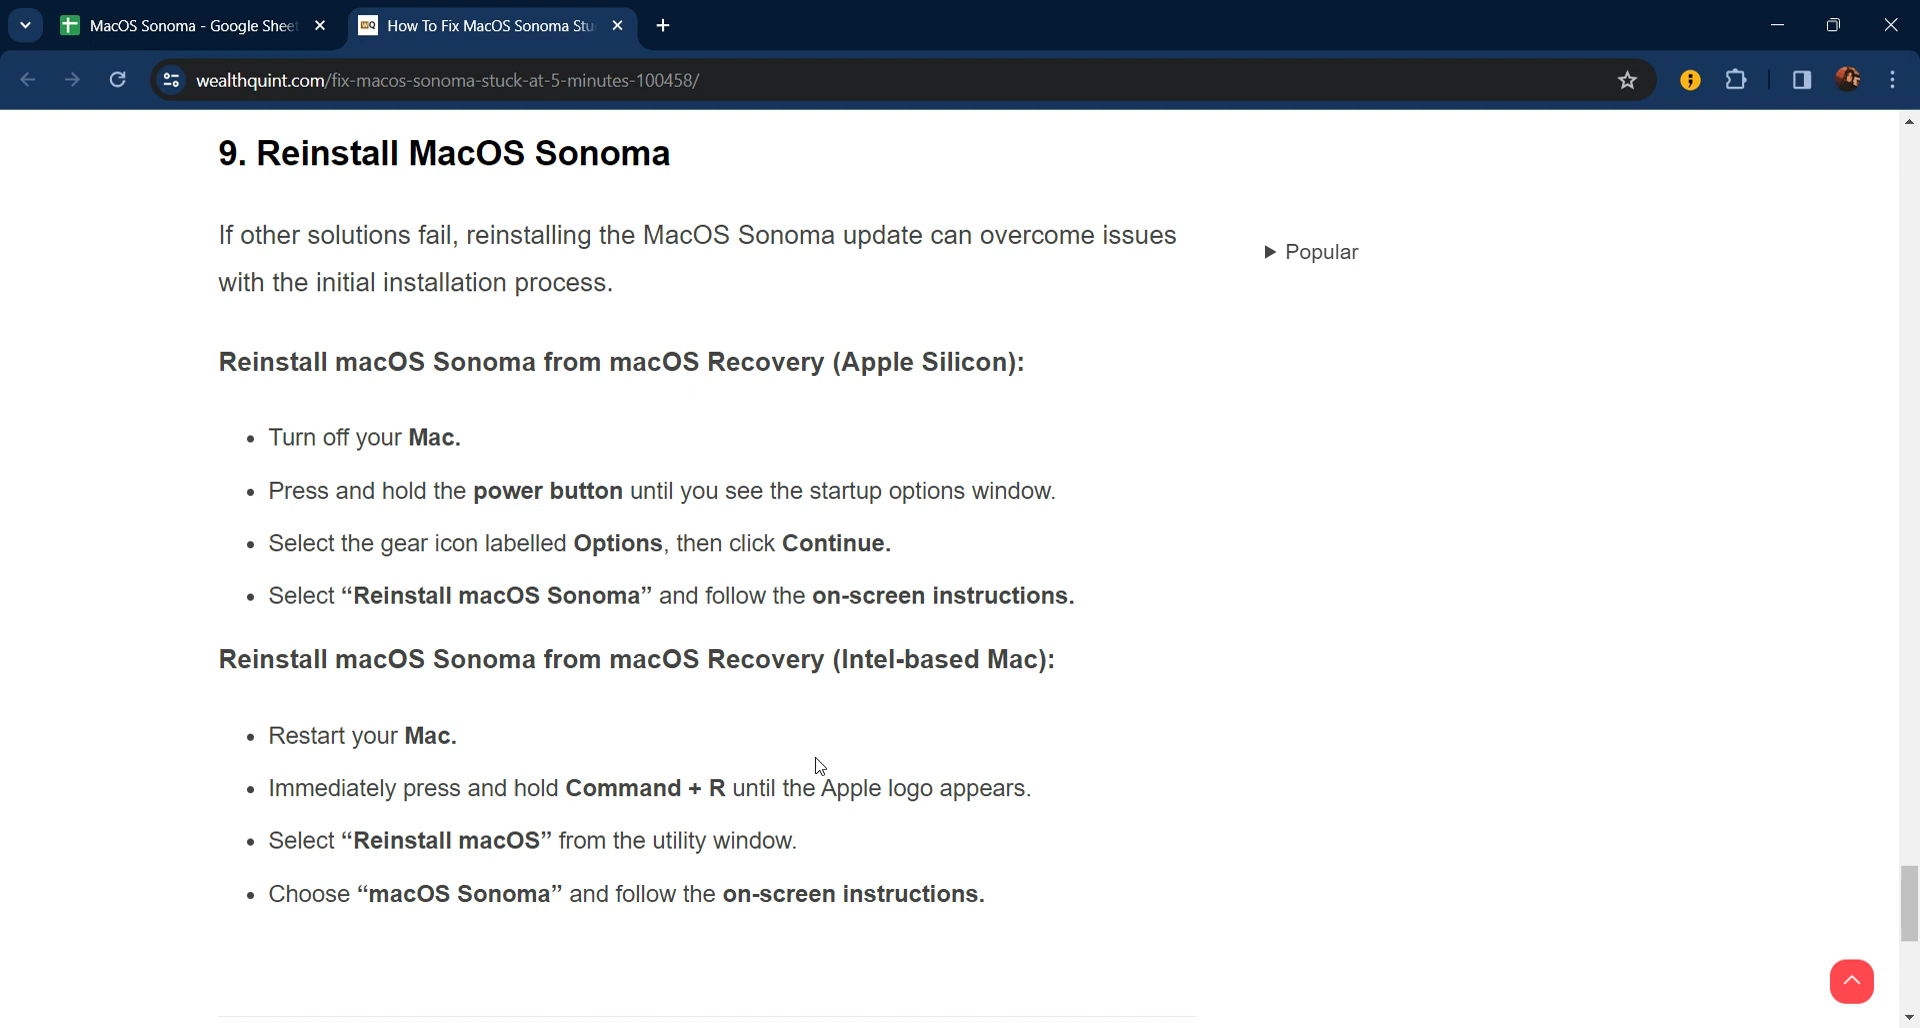 MacOS Sonoma - Google Sheet
WQ How To Fix MacOS Sonoma Stu
wealthquint.com/fix-macos-sonoma-stuck-at-5-minutes-100458/
9. Reinstall MacOS Sonoma
If other solutions fail, reinstalling the MacOS Sonoma update can overcome issues
with the initial installation process.
▶ Popular
Reinstall macOS Sonoma from macOS Recovery (Apple Silicon):
• Turn off your Mac.
• Press and hold the power button until you see the startup options window.
• Select the gear icon labelled Options, then click Continue.
• Select “Reinstall macOS Sonoma” and follow the on-screen instructions.
Reinstall macOS Sonoma from macOS Recovery (Intel-based Mac):
• Restart your Mac.
• Immediately press and hold Command + R until the Apple logo appears.
• Select “Reinstall macOS” from the utility window.
• Choose “macOS Sonoma” and follow the on-screen instructions.